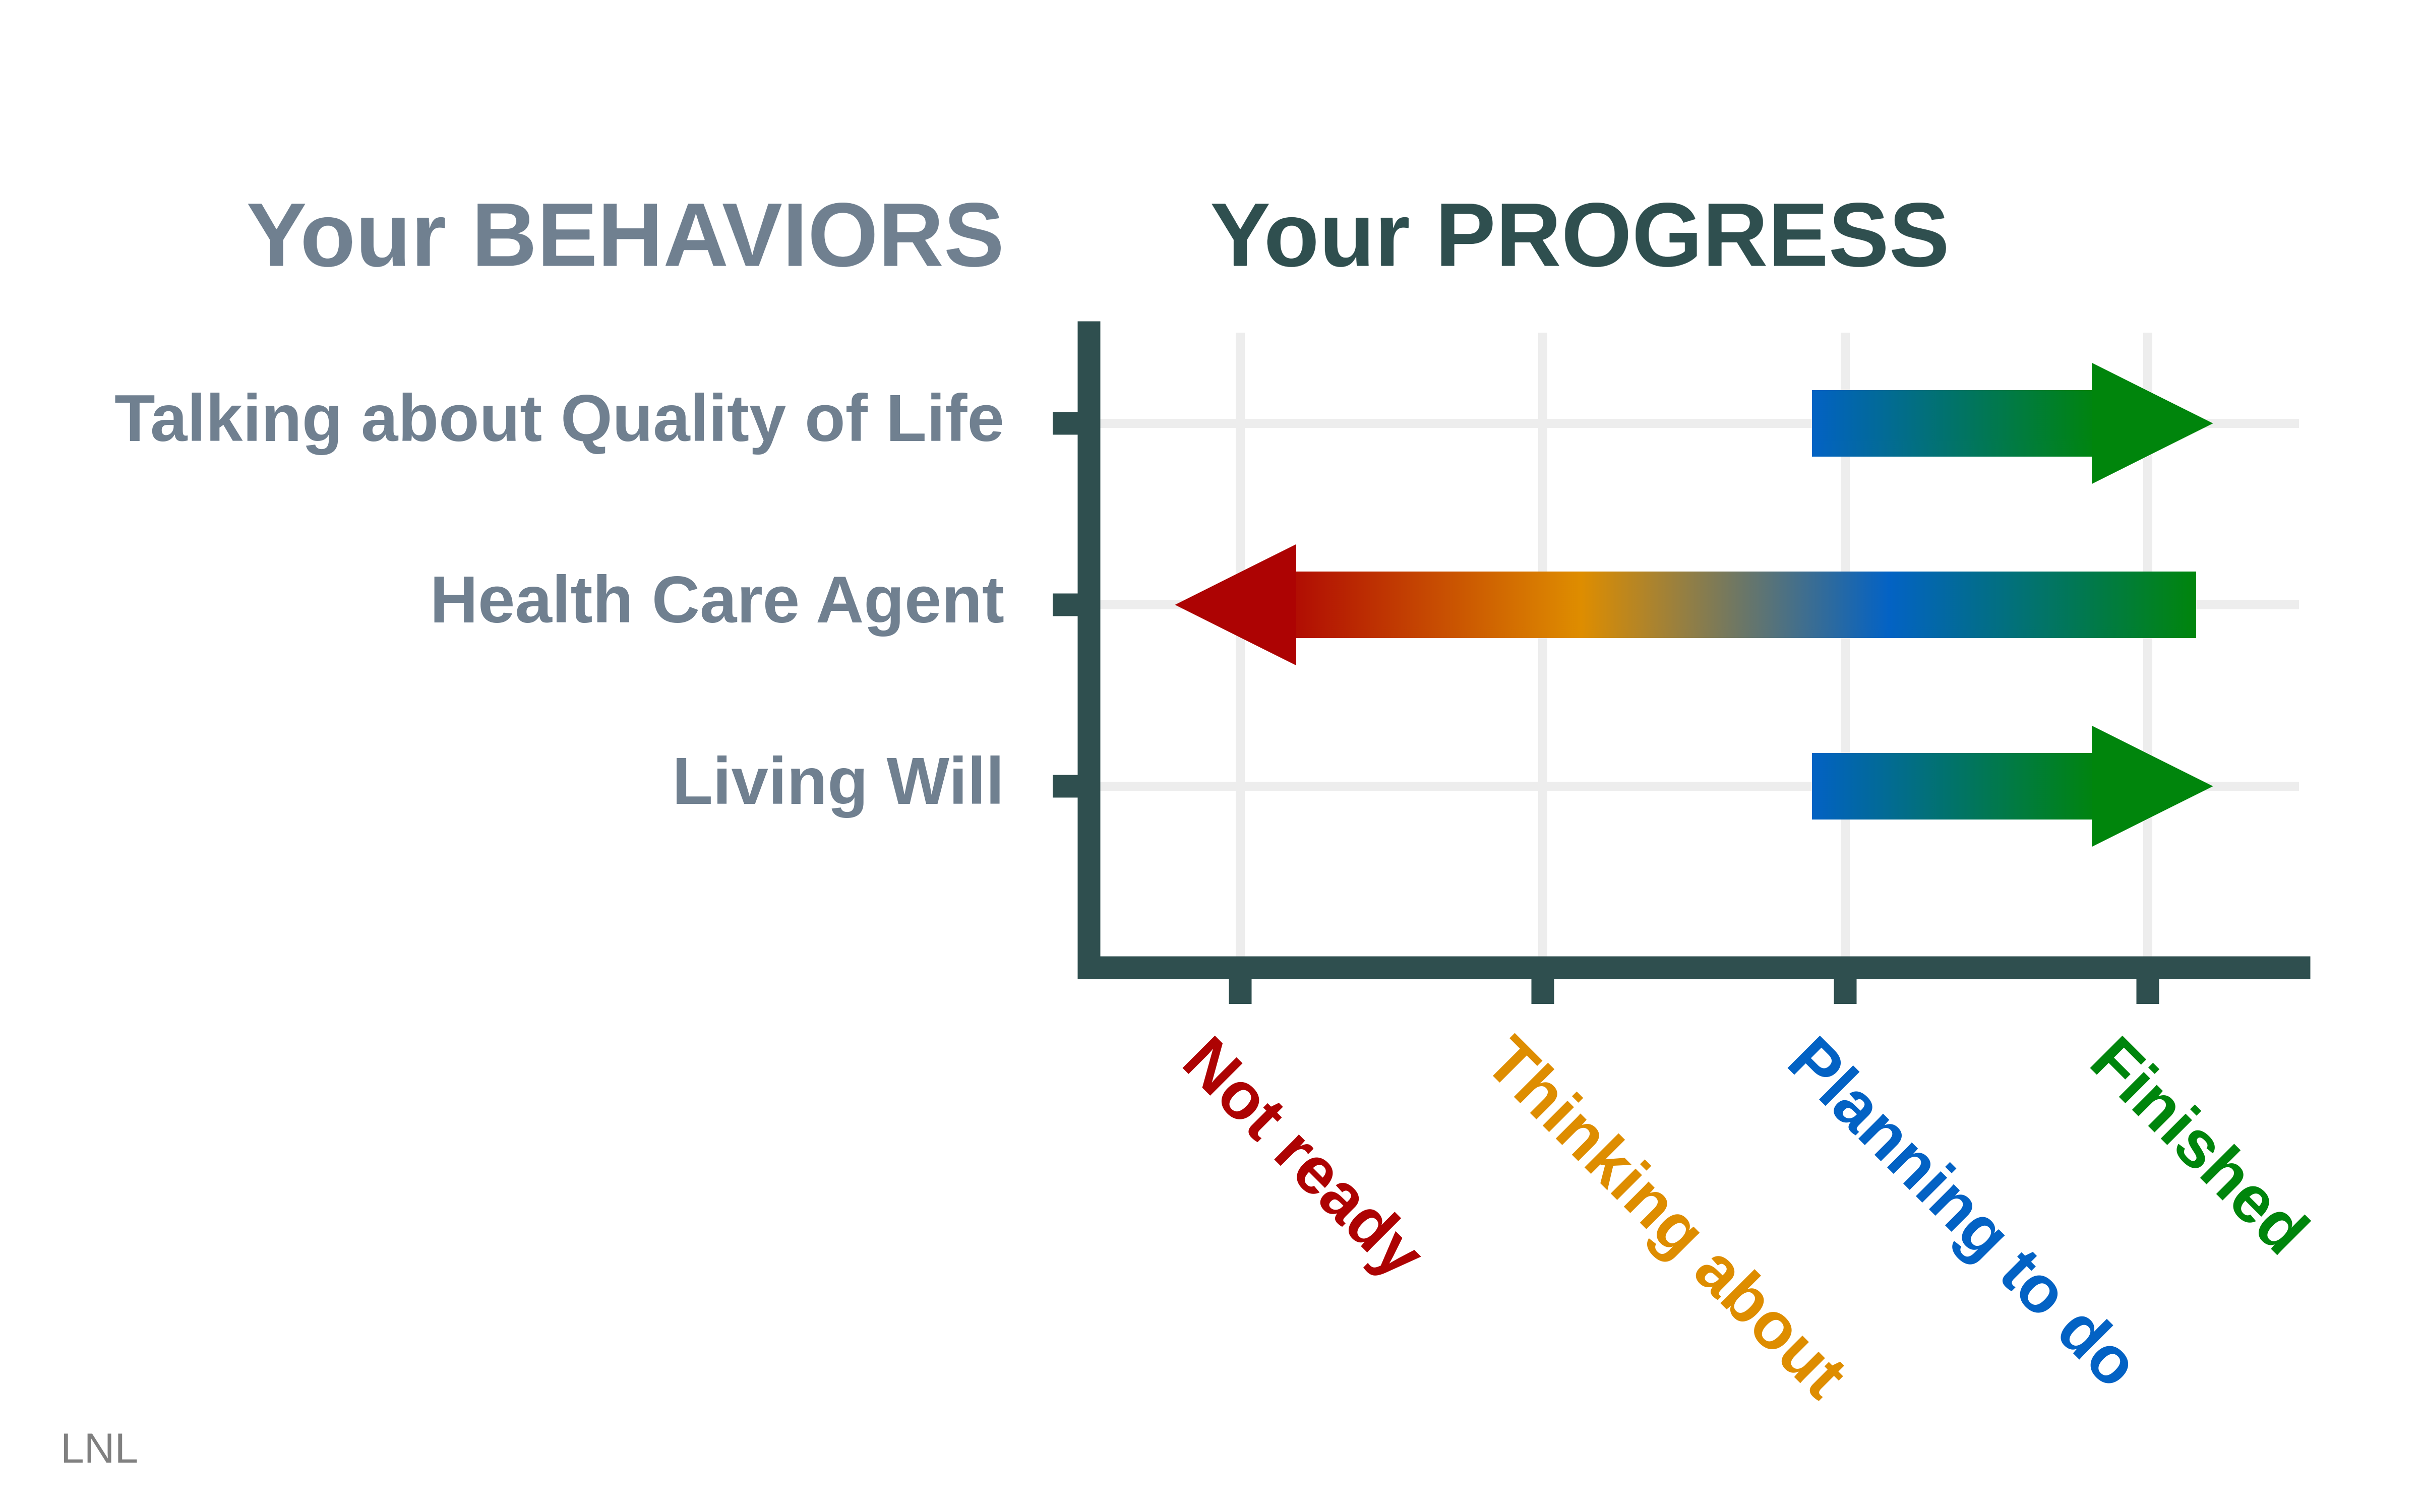 Your BEHAVIORS
Your PROGRESS
Talking about Quality of Life
Health Care Agent
Living Will
Not ready
Thinking about
Planning to do
Finished
LNL